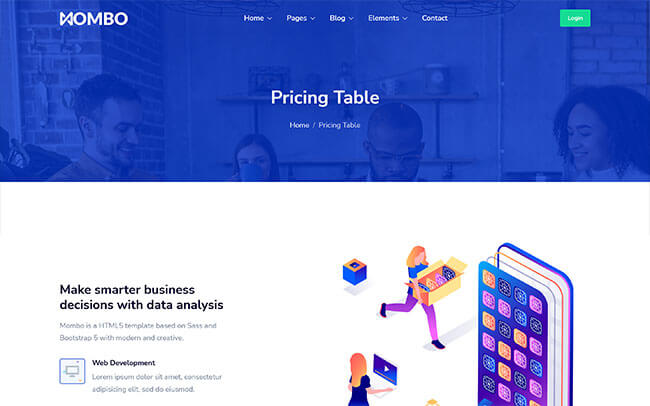 MOMBO
Home Pages Blog Elements Contact
Login
Pricing Table
Home / Pricing Table
Make smarter business
decisions with data analysis
Mombo is a HTML5 template based on Sass and
Bootstrap 5 with modern and creative.
Web Development
Lorem ipsum dolor sit amet, consectetur
adipisicing elit, sed do eiusmod.